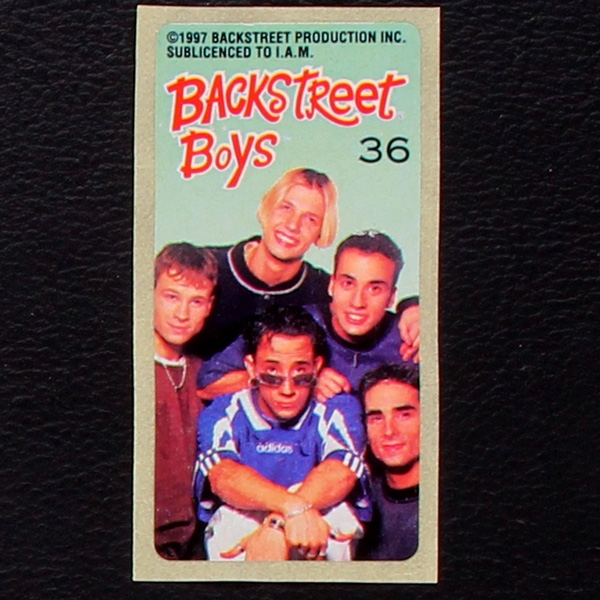 ©1997 BACKSTREET PRODUCTION INC.
SUBLICENCED TO I.A.M.
BACKSTReeT
Boys
36
adidas